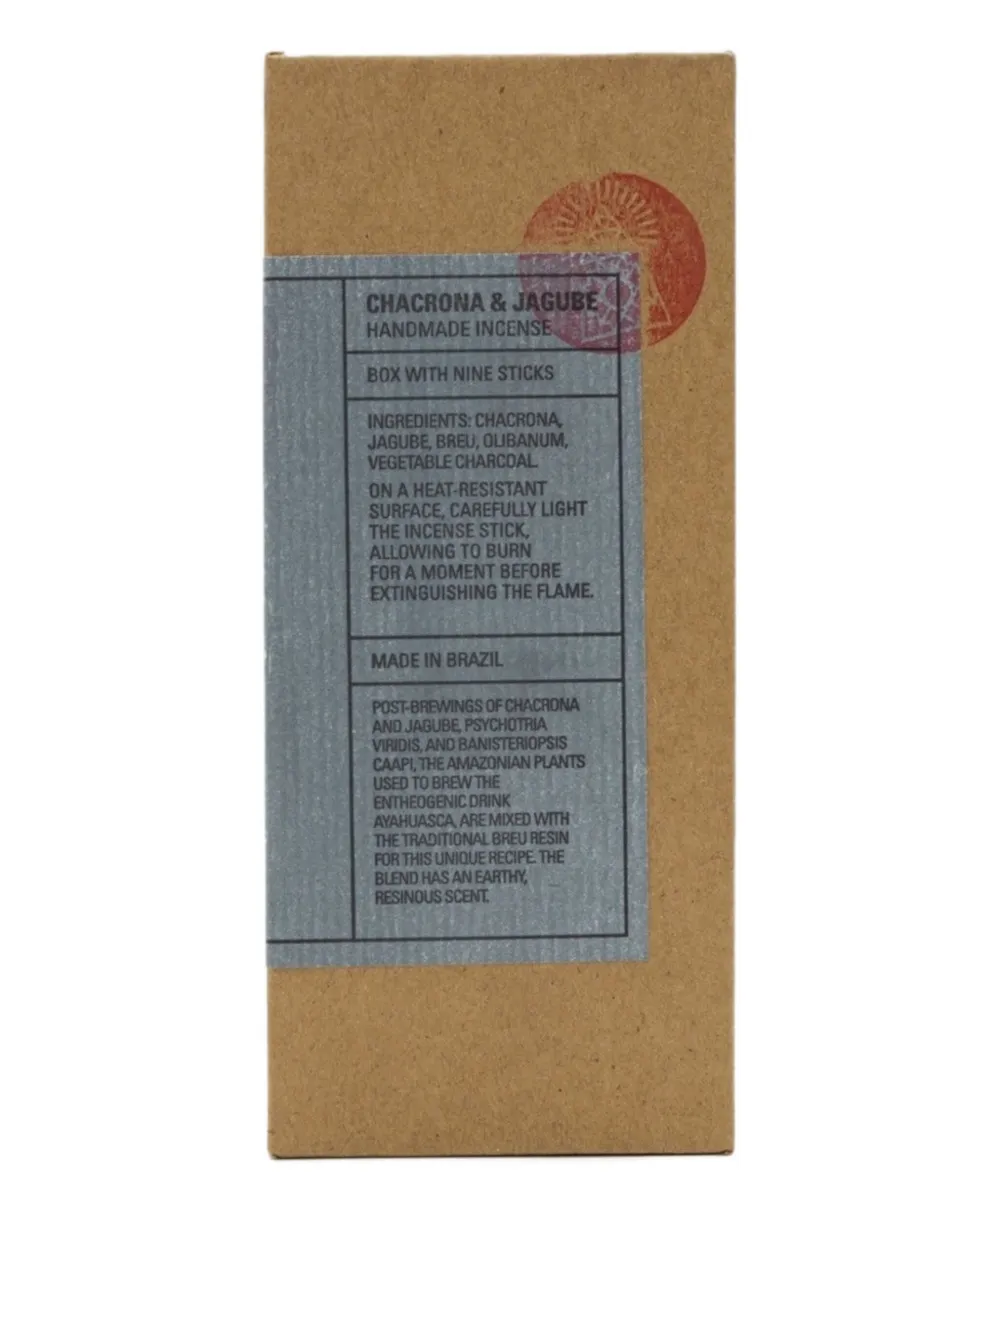 CHACRONA & JAGUBE
HANDMADE INCENSE
BOX WITH NINE STICKS
INGREDIENTS: CHACRONA,
JAGUBE, BREU, OLIBANUM,
VEGETABLE CHARCOAL.
ON A HEAT-RESISTANT
SURFACE, CAREFULLY LIGHT
THE INCENSE STICK,
ALLOWING TO BURN
FOR A MOMENT BEFORE
EXTINGUISHING THE FLAME.
MADE IN BRAZIL
POST-BREWINGS OF CHACRONA
AND JAGUBE, PSYCHOTRIA
VIRIDIS, AND BANISTERIOPSIS
CAAPI, THE AMAZONIAN PLANTS
USED TO BREW THE
ENTHEOGENIC DRINK
AYAHUASCA, ARE MIXED WITH
THE TRADITIONAL BREU RESIN
FOR THIS UNIQUE RECIPE. THE
BLEND HAS AN EARTHY,
RESINOUS SCENT.